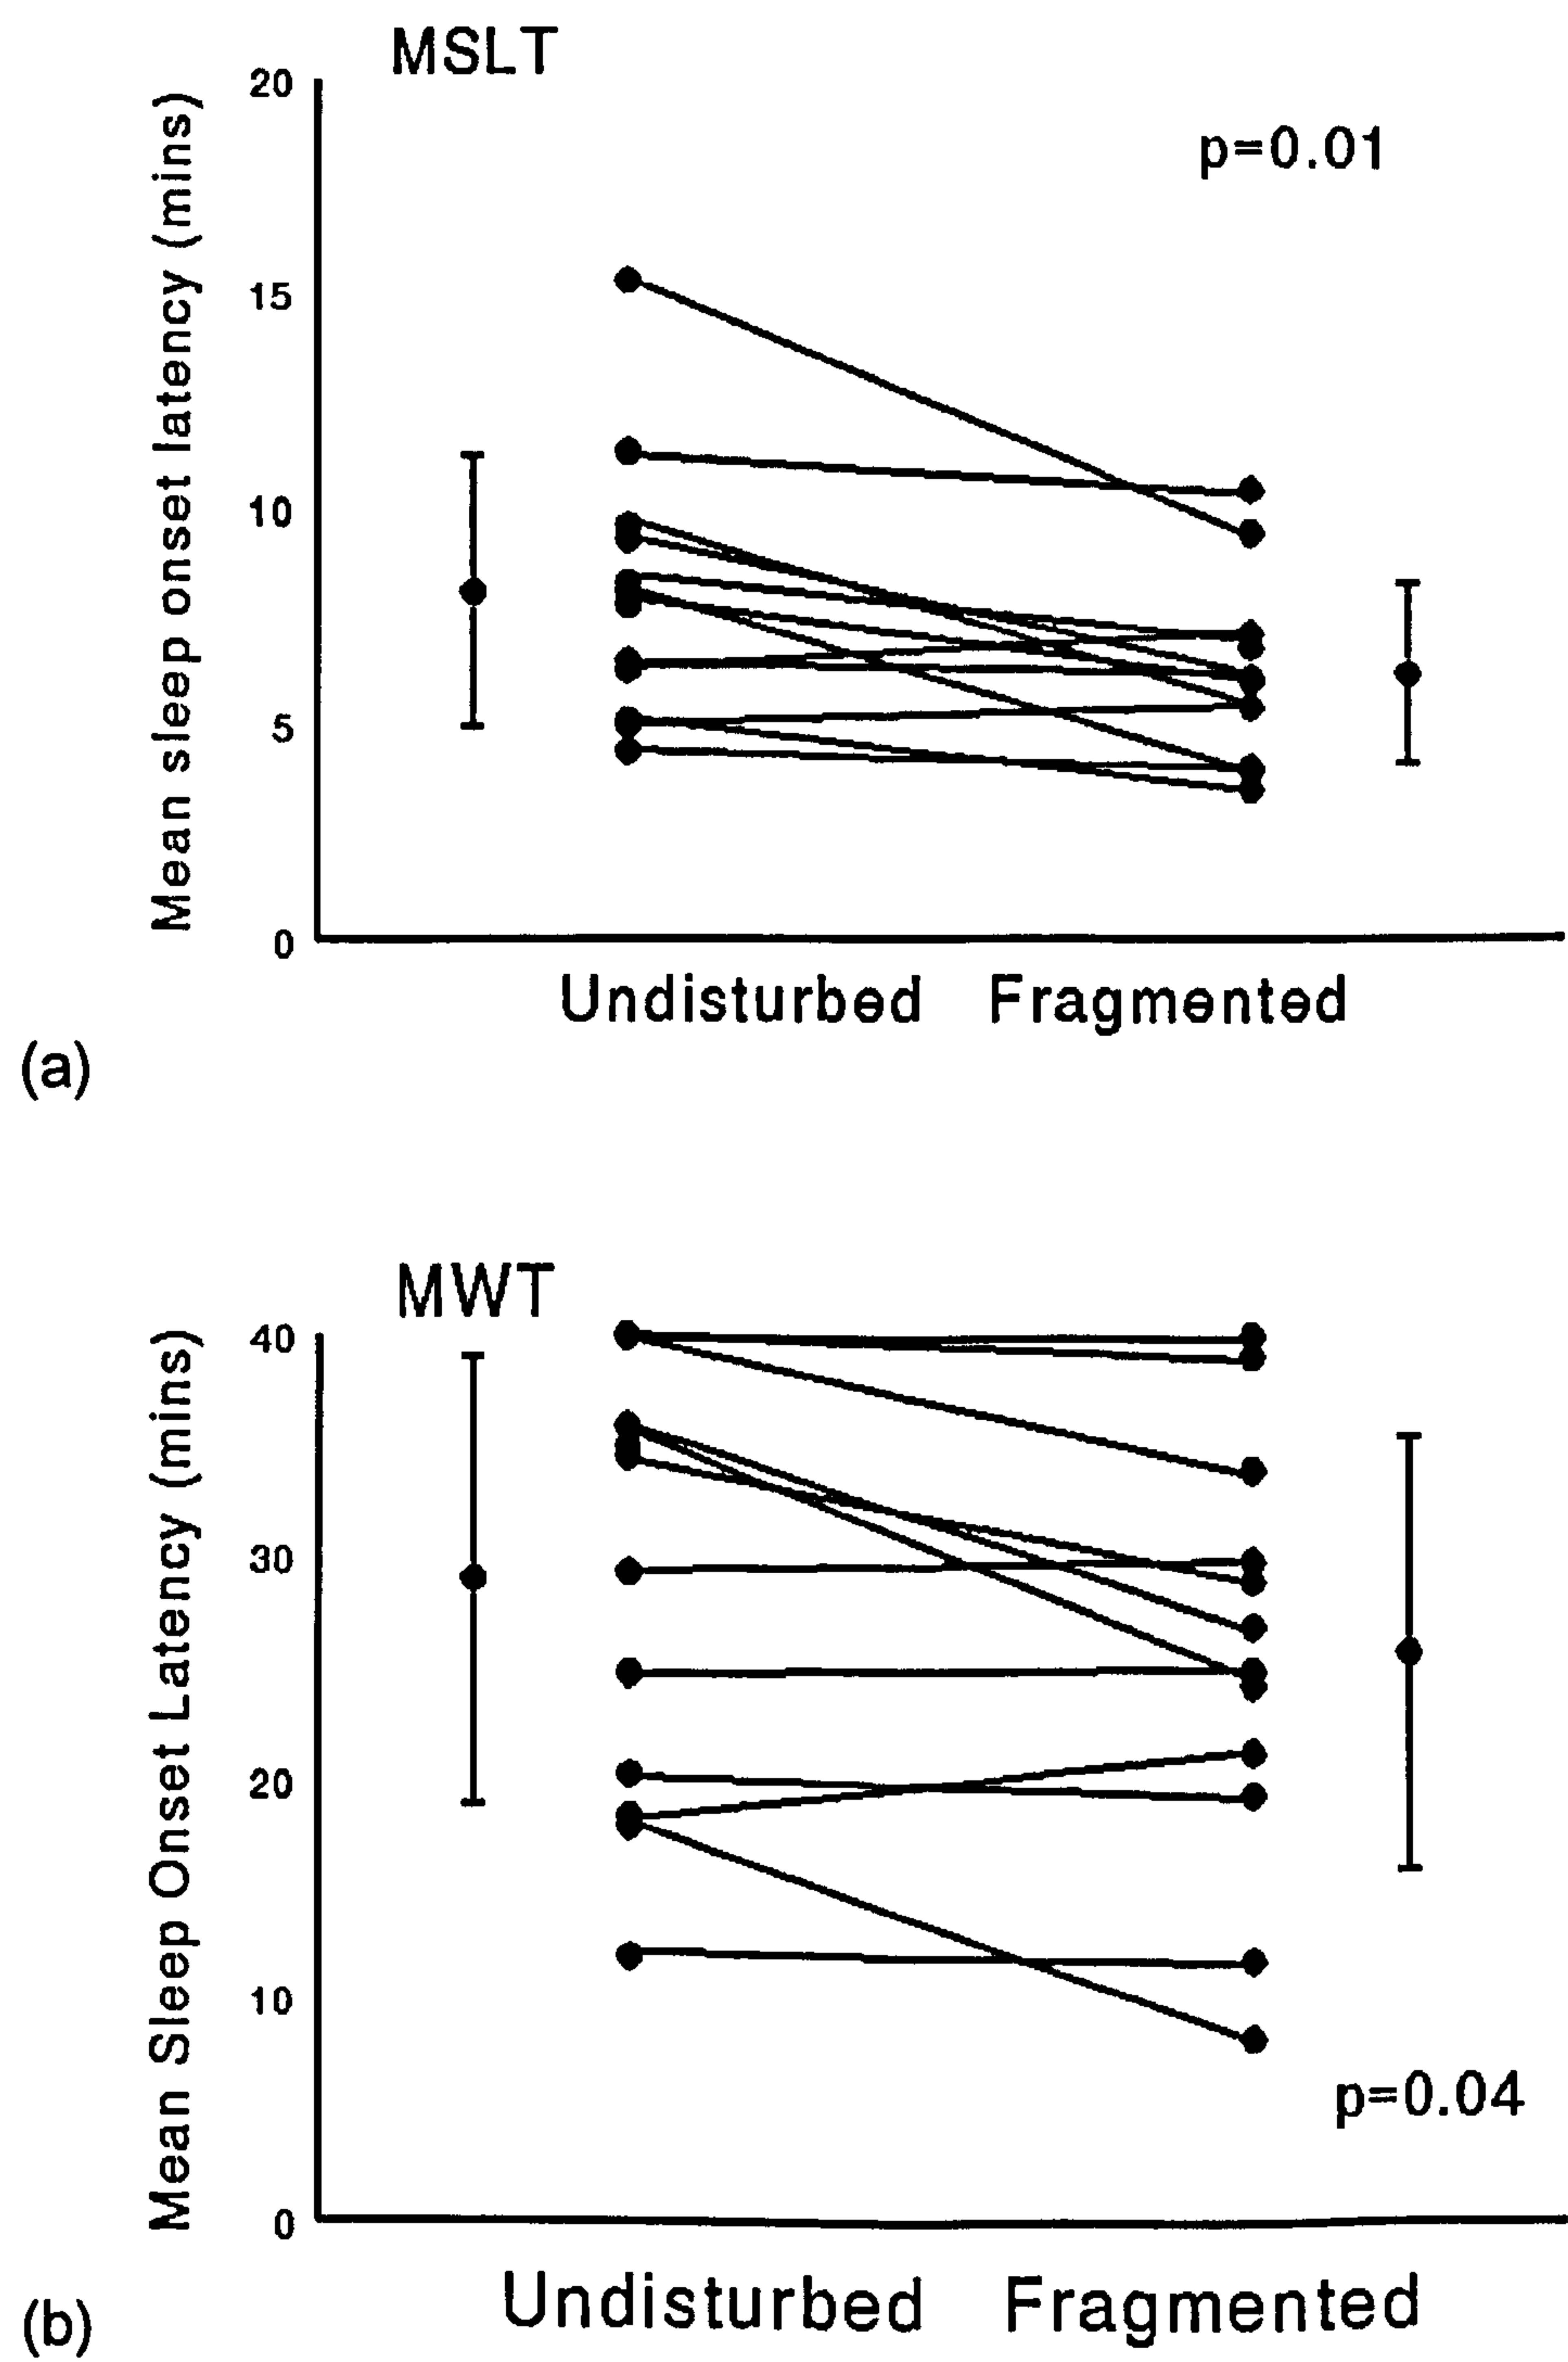 MSLT
Mean sleep onset latency (mins)
20
15
10
5
0
p=0.01
Undisturbed Fragmented
(a)
MWT
Mean Sleep Onset Latency (mins)
40
30
20
10
0
p=0.04
Undisturbed Fragmented
(b)